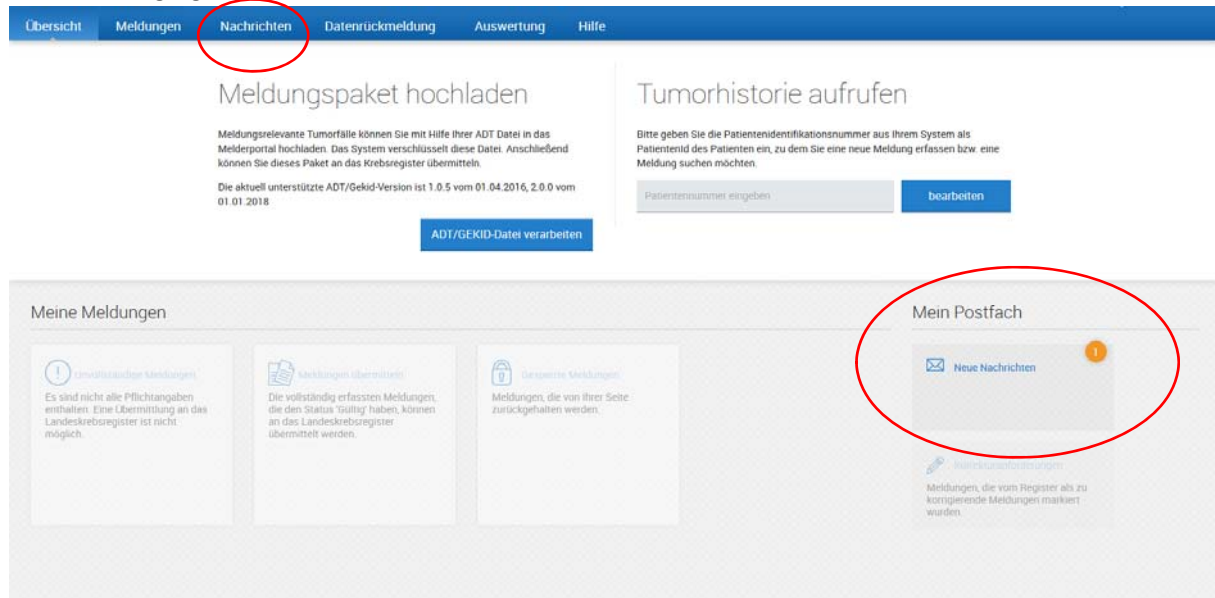 Übersicht Meldungen Nachrichten Datenrückmeldung Auswertung Hilfe
Meldungspaket hochladen
Meldungsrelevante Tumorfälle können Sie mit Hilfe Ihrer ADT Datei in das
Melderportal hochladen. Das System verschlüsselt diese Datei. Anschließend
können Sie dieses Paket an das Krebsregister übermitteln.
Die aktuell unterstützte ADT/Gekid-Version ist 1.0.5 vom 01.04.2016, 2.0.0 vom
01.01.2018
ADT/GEKID-Datei verarbeiten
Tumorhistorie aufrufen
Bitte geben Sie die Patientenidentifikationsnummer aus Ihrem System als
PatientenId des Patienten ein, zu dem Sie eine neue Meldung erfassen bzw. eine
Meldung suchen möchten.
Patientennummer eingeben
bearbeiten
Meine Meldungen
Unvollständige Meldungen
Es sind nicht alle Pflichtangaben
enthalten. Eine Übermittlung an das
Landeskrebsregister ist nicht
möglich.
Meldungen übermitteln
Die vollständig erfassten Meldungen,
die den Status 'Gültig' haben, können
an das Landeskrebsregister
übermittelt werden.
Gesperrte Meldungen
Meldungen, die von Ihrer Seite
zurückgehalten werden.
Mein Postfach
1
Neue Nachrichten
Korrekturanforderungen
Meldungen, die vom Register als zu
korrigierende Meldungen markiert
wurden.